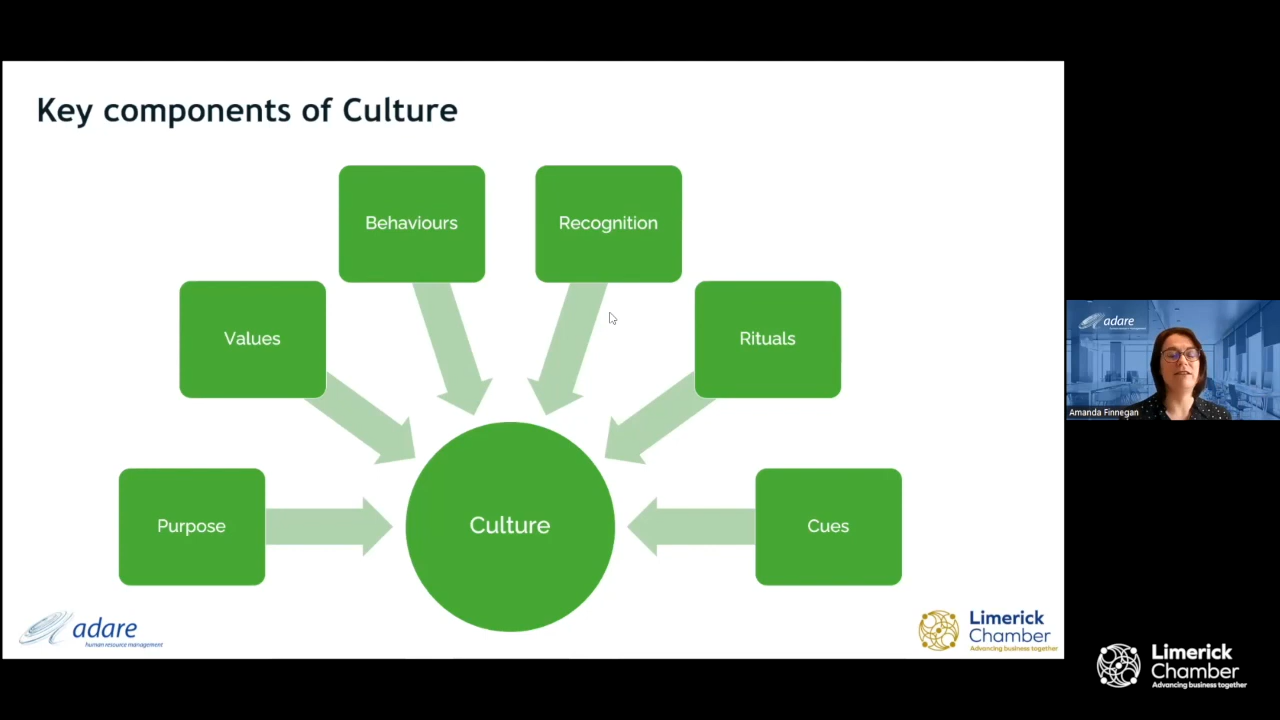 Key components of Culture
Behaviours
Recognition
Values
Rituals
Purpose
Culture
Cues
adare
human resource management
Limerick
Chamber
Advancing business together
adare
Amanda Finnegan
Limerick
Chamber
Advancing business together